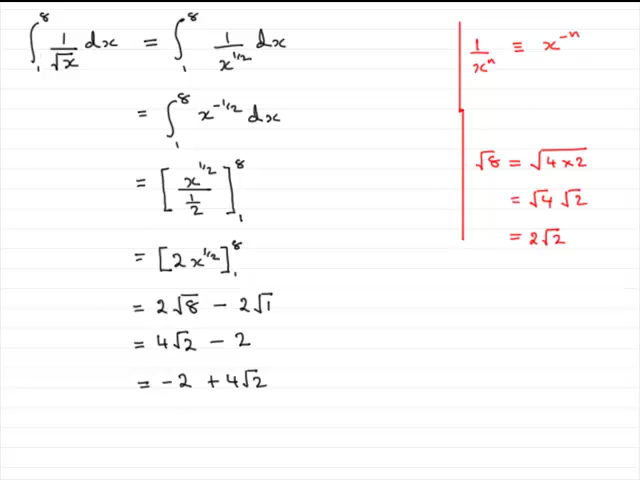 ∫₁⁸ 1/√x dx = ∫₁⁸ 1/x^(1/2) dx
= ∫₁⁸ x^(-1/2) dx
= [x^(1/2) / (1/2)]₁⁸
= [2x^(1/2)]₁⁸
= 2√8 − 2√1
= 4√2 − 2
= −2 + 4√2
1/xⁿ ≡ x⁻ⁿ
√8 = √(4×2)
= √4 √2
= 2√2